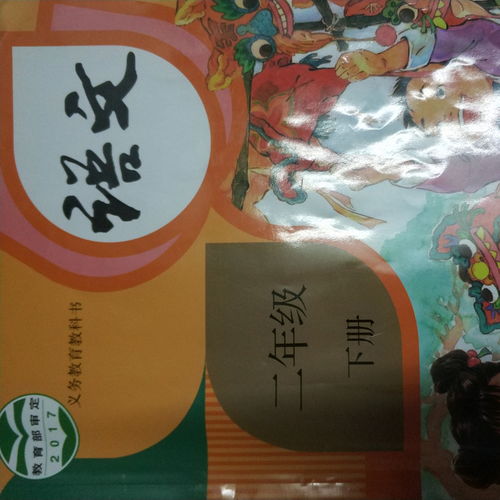 语文
义务教育教科书
二年级
下册
教育部审定
2017